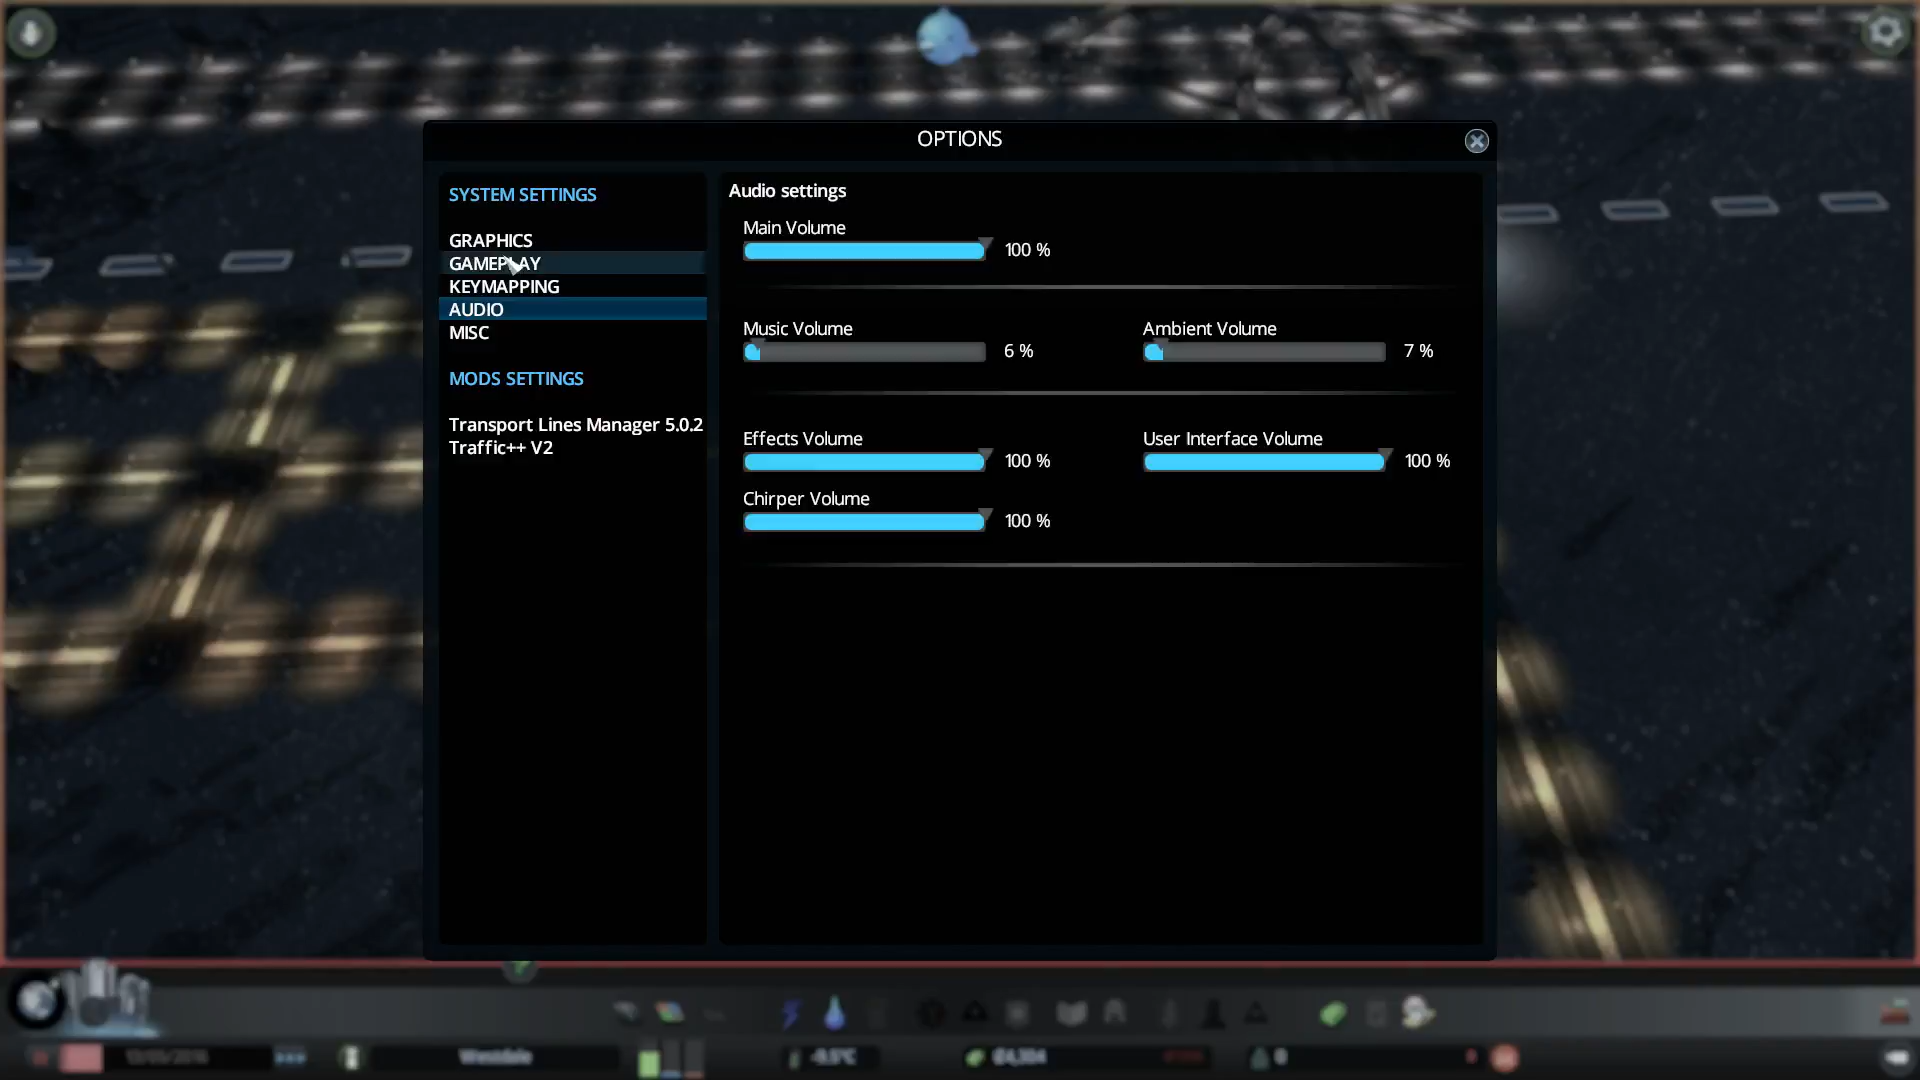 OPTIONS
SYSTEM SETTINGS
GRAPHICS
GAMEPLAY
KEYMAPPING
AUDIO
MISC
MODS SETTINGS
Transport Lines Manager 5.0.2
Traffic++ V2
Audio settings
Main Volume
100 %
Music Volume
6 %
Ambient Volume
7 %
Effects Volume
100 %
User Interface Volume
100 %
Chirper Volume
100 %
Westdale
0